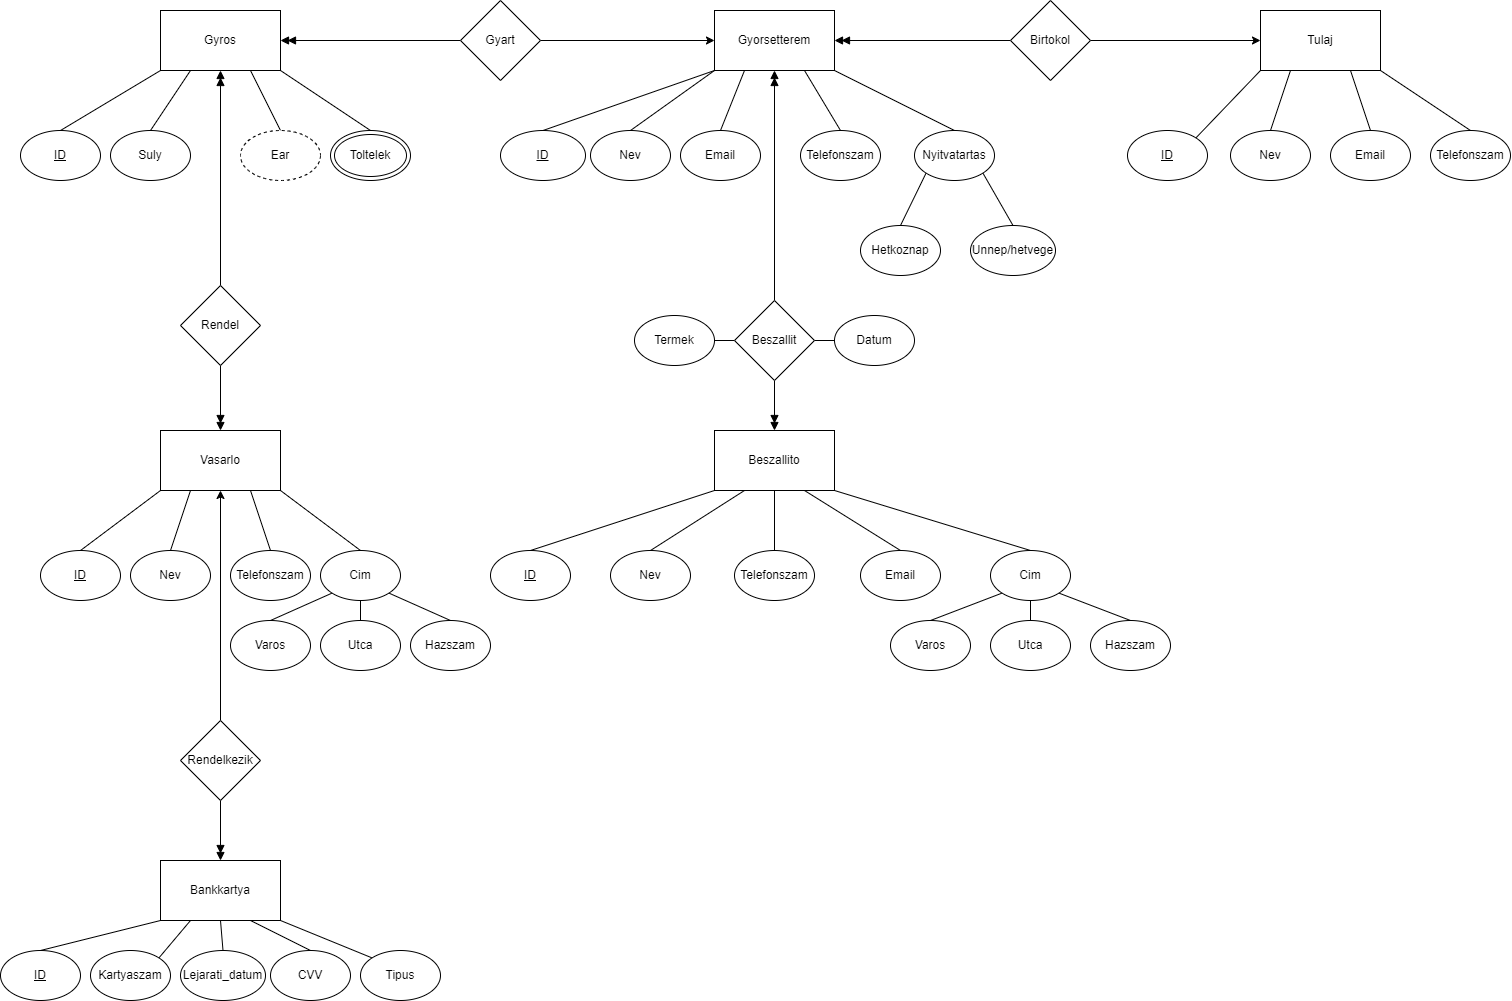 Gyros
Gyart
Gyorsetterem
Birtokol
Tulaj
ID
Suly
Ear
Toltelek
ID
Nev
Email
Telefonszam
Nyitvatartas
ID
Nev
Email
Telefonszam
Hetkoznap
Unnep/hetvege
Rendel
Termek
Beszallit
Datum
Vasarlo
Beszallito
ID
Nev
Telefonszam
Cim
ID
Nev
Telefonszam
Email
Cim
Varos
Utca
Hazszam
Varos
Utca
Hazszam
Rendelkezik
Bankkartya
ID
Kartyaszam
Lejarati_datum
CVV
Tipus